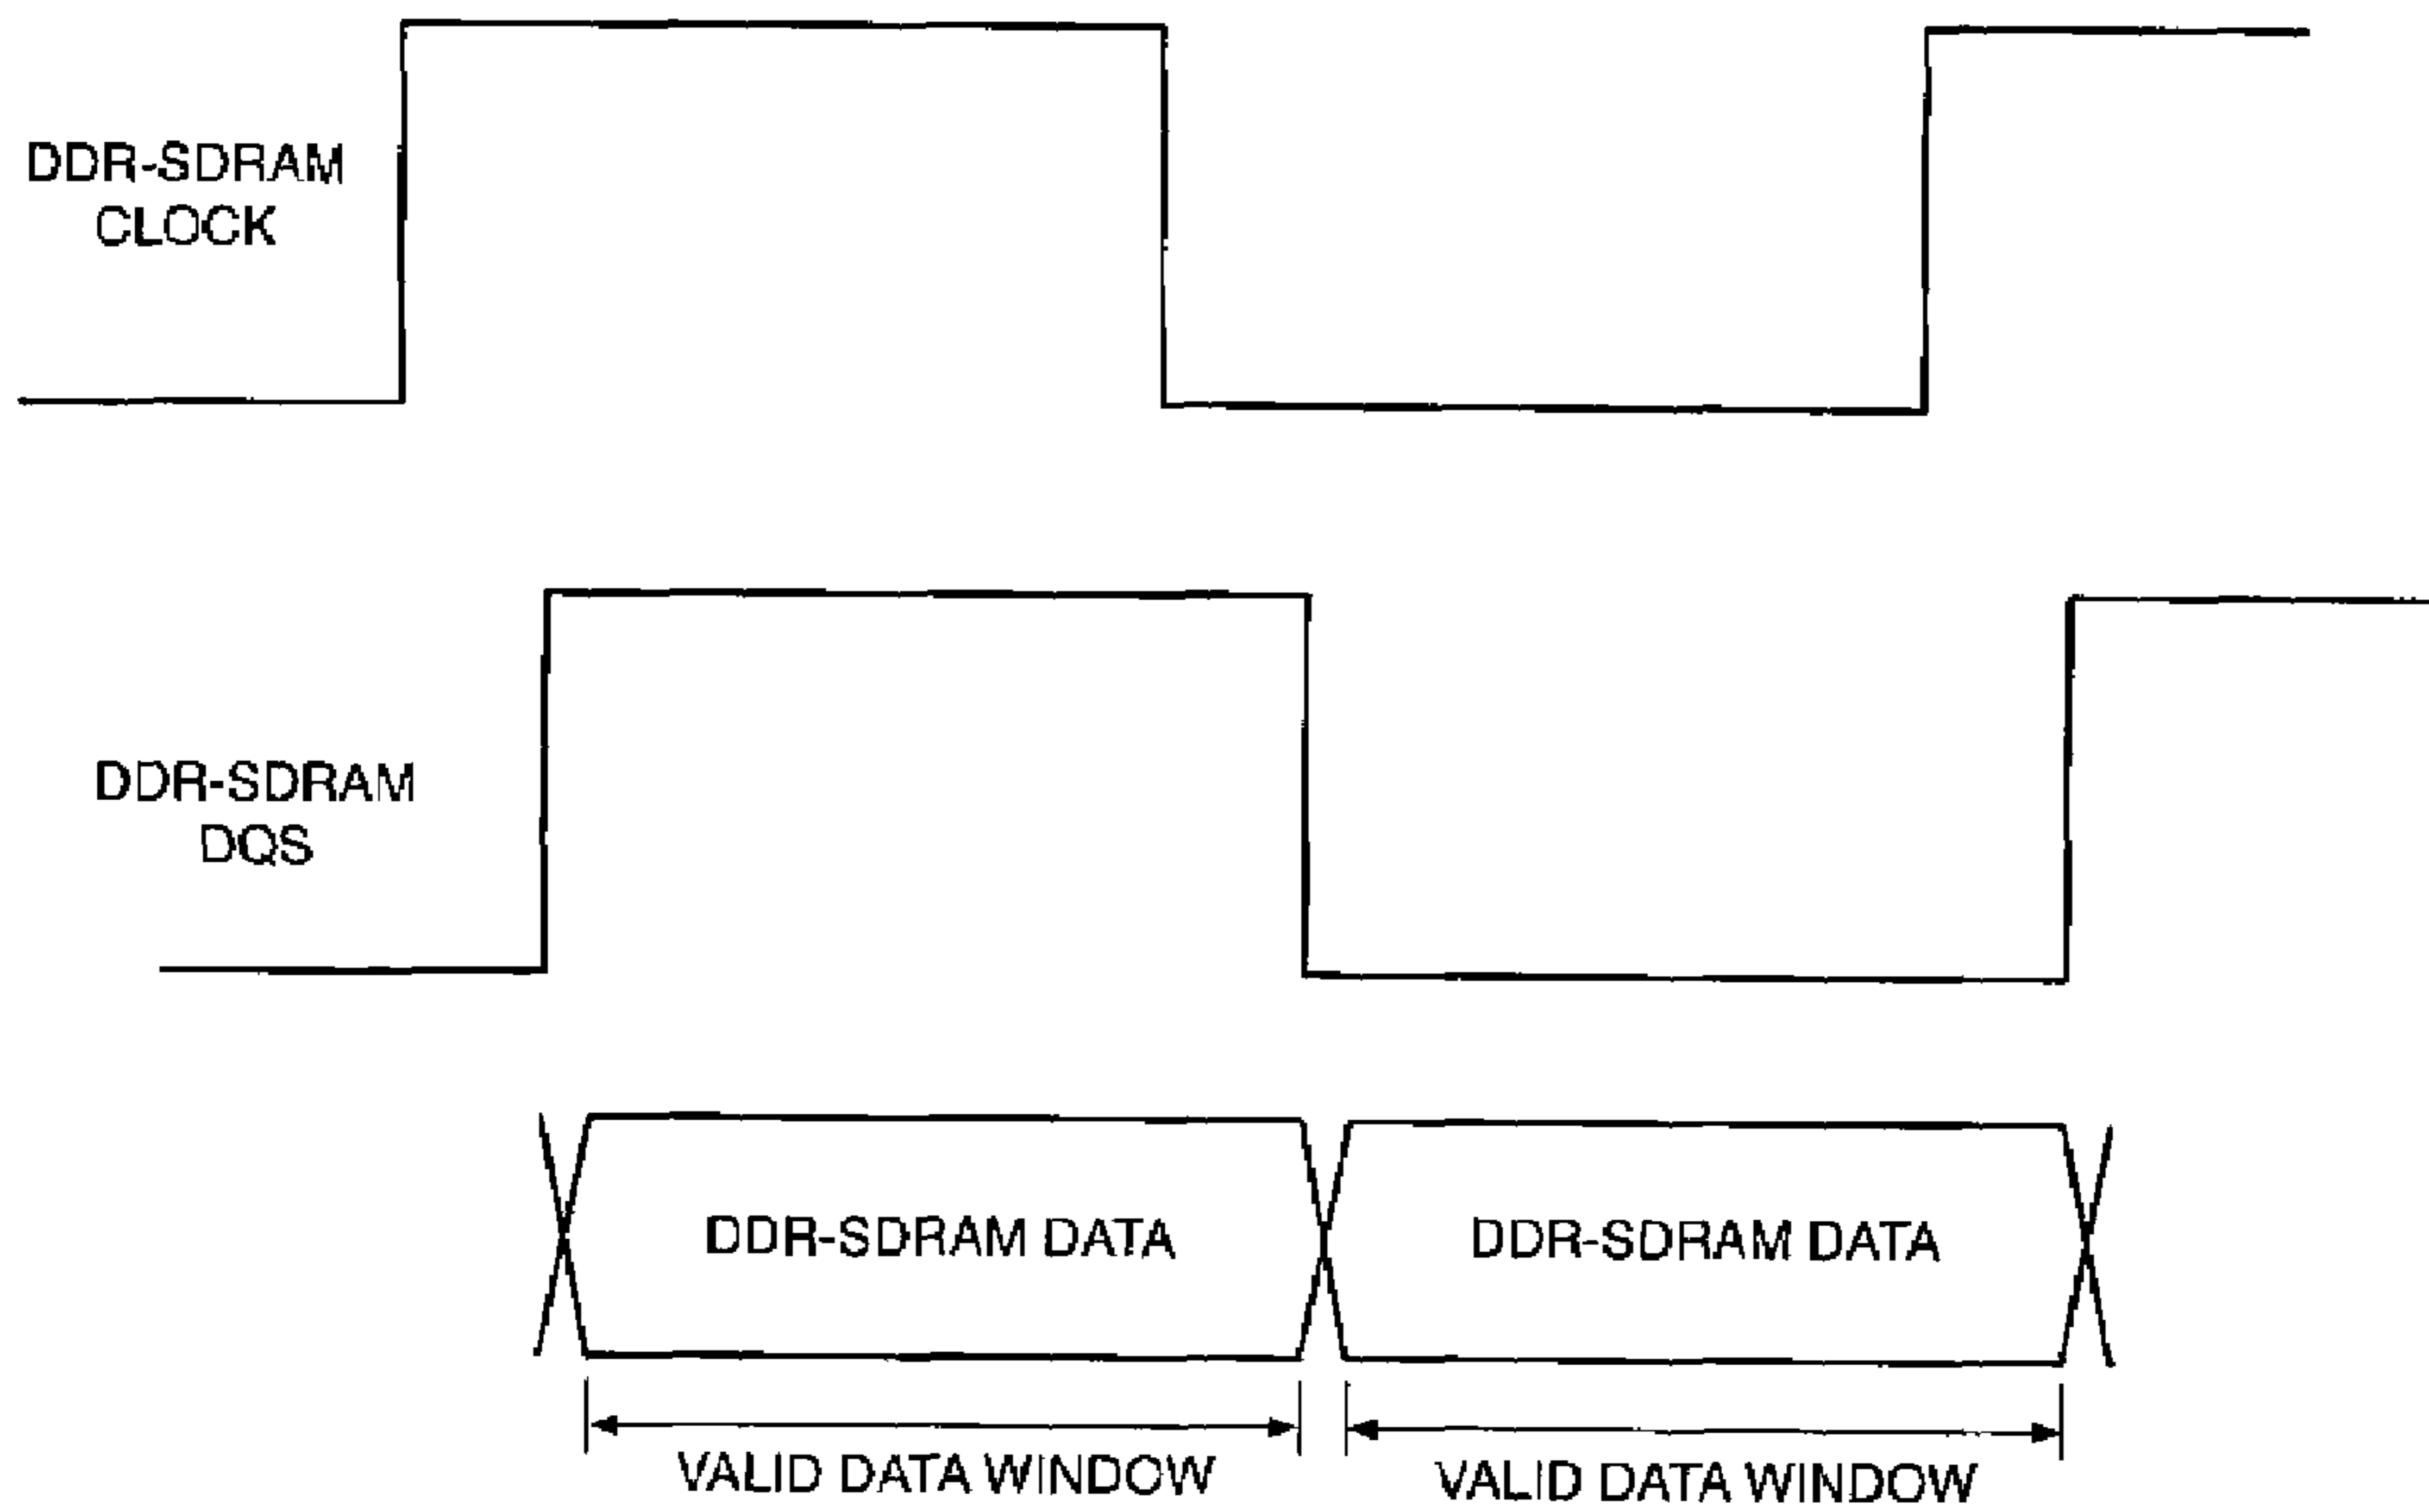 DDR-SDRAM
CLOCK
DDR-SDRAM
DQS
DDR-SDRAM DATA
DDR-SDRAM DATA
VALID DATA WINDOW
VALID DATA WINDOW